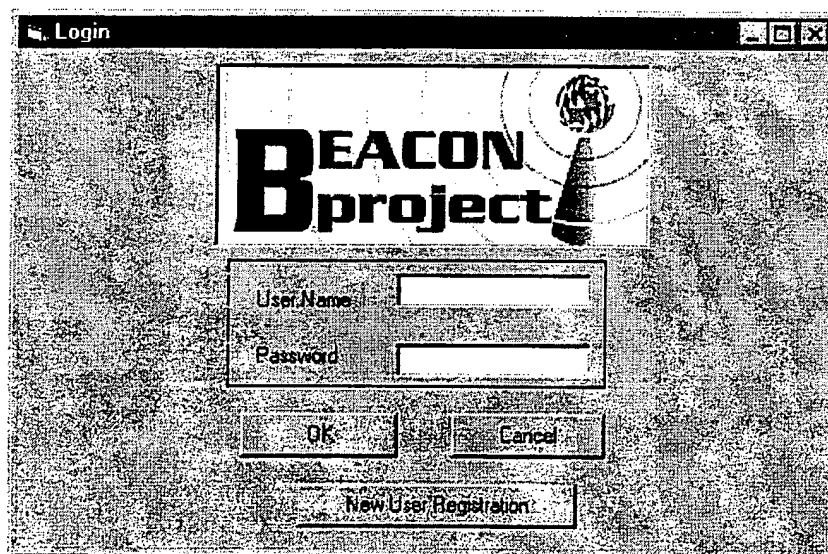 Login
BEACON
project
User Name
Password
OK
Cancel
New User Registration